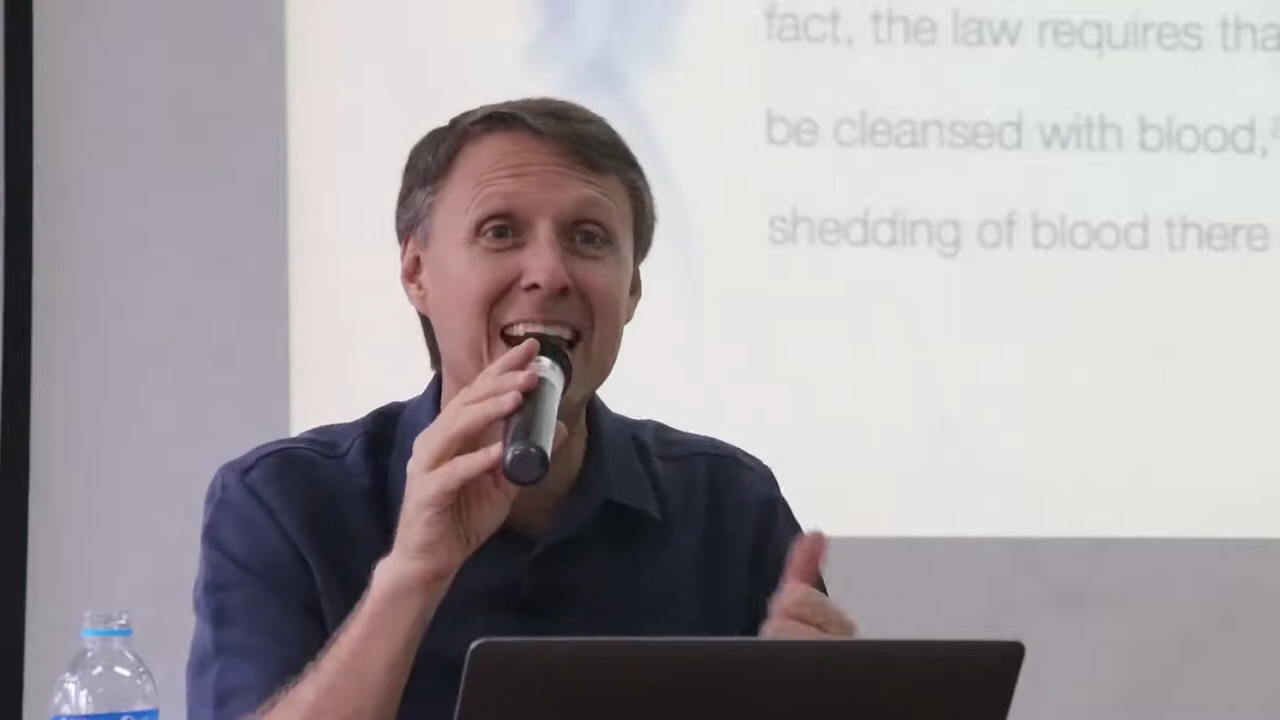 fact, the law requires tha
be cleansed with blood,
shedding of blood there